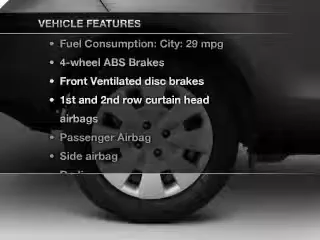 VEHICLE FEATURES
• Fuel Consumption: City: 29 mpg
• 4-wheel ABS Brakes
• Front Ventilated disc brakes
• 1st and 2nd row curtain head
airbags
• Passenger Airbag
• Side airbag